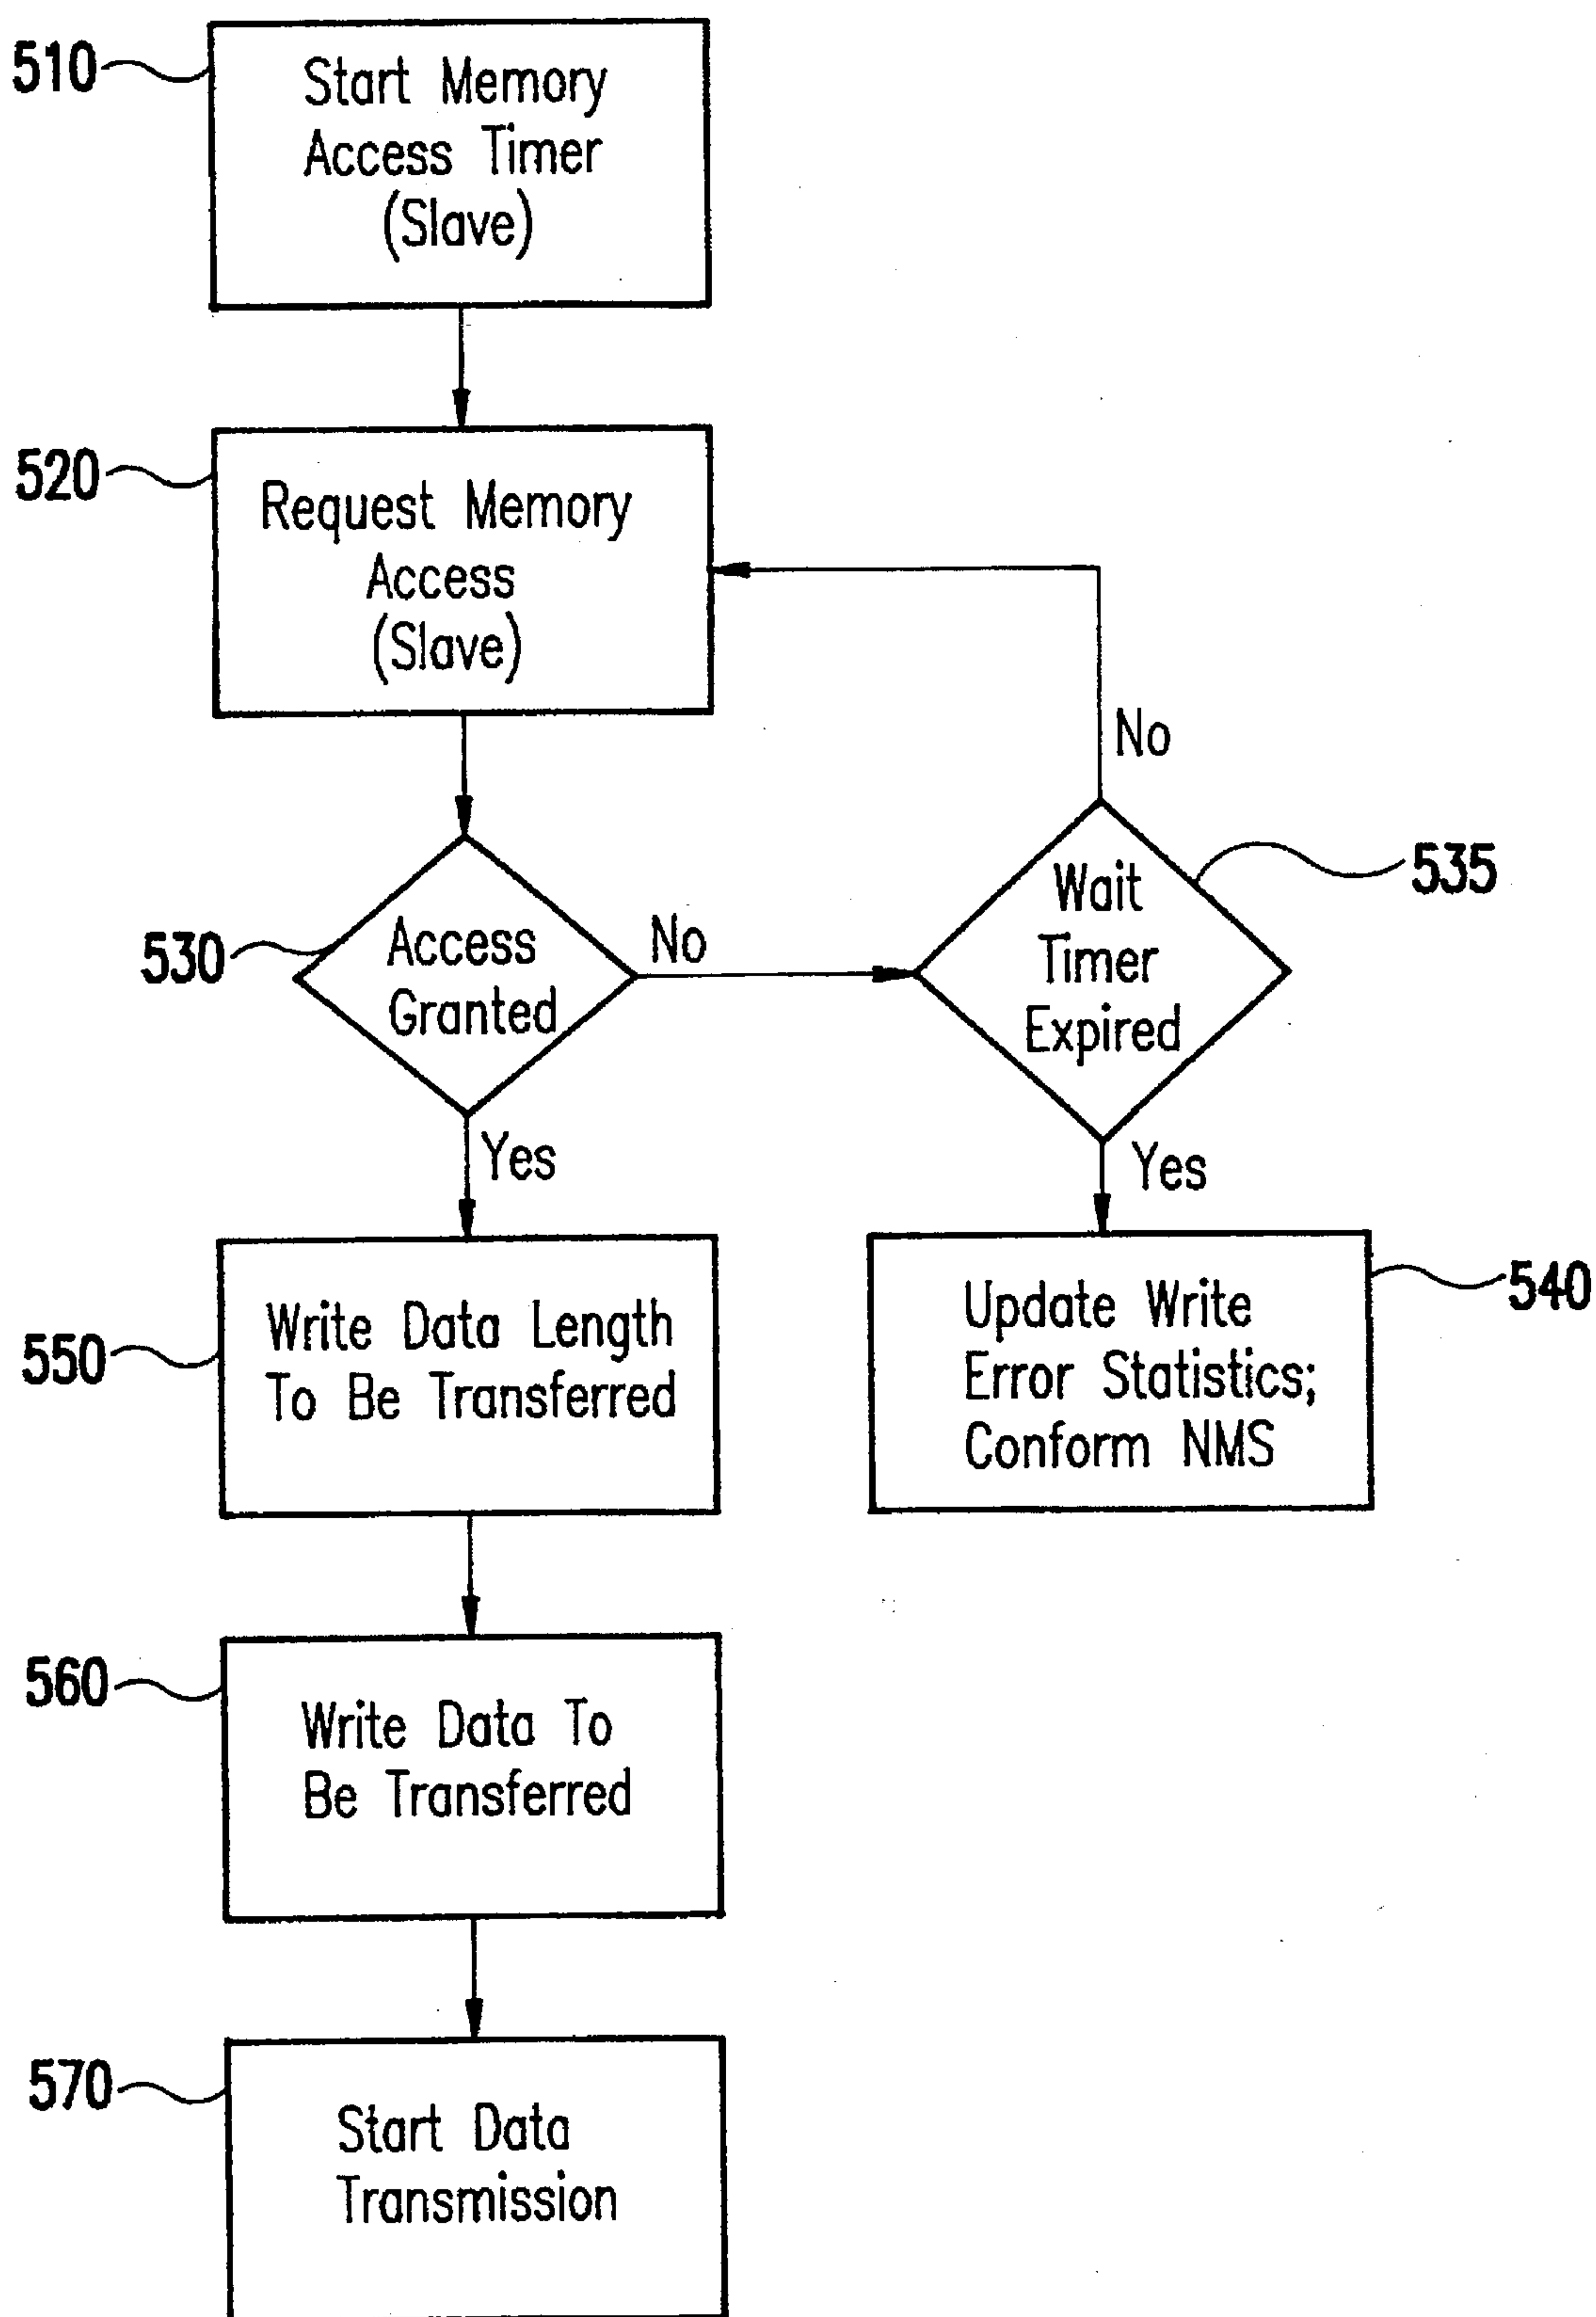 510
Start Memory
Access Timer
(Slave)
520
Request Memory
Access
(Slave)
No
530
Access
Granted
No
Wait
Timer
Expired
535
Yes
Yes
550
Write Data Length
To Be Transferred
Update Write
Error Statistics;
Conform NMS
540
560
Write Data To
Be Transferred
570
Start Data
Transmission